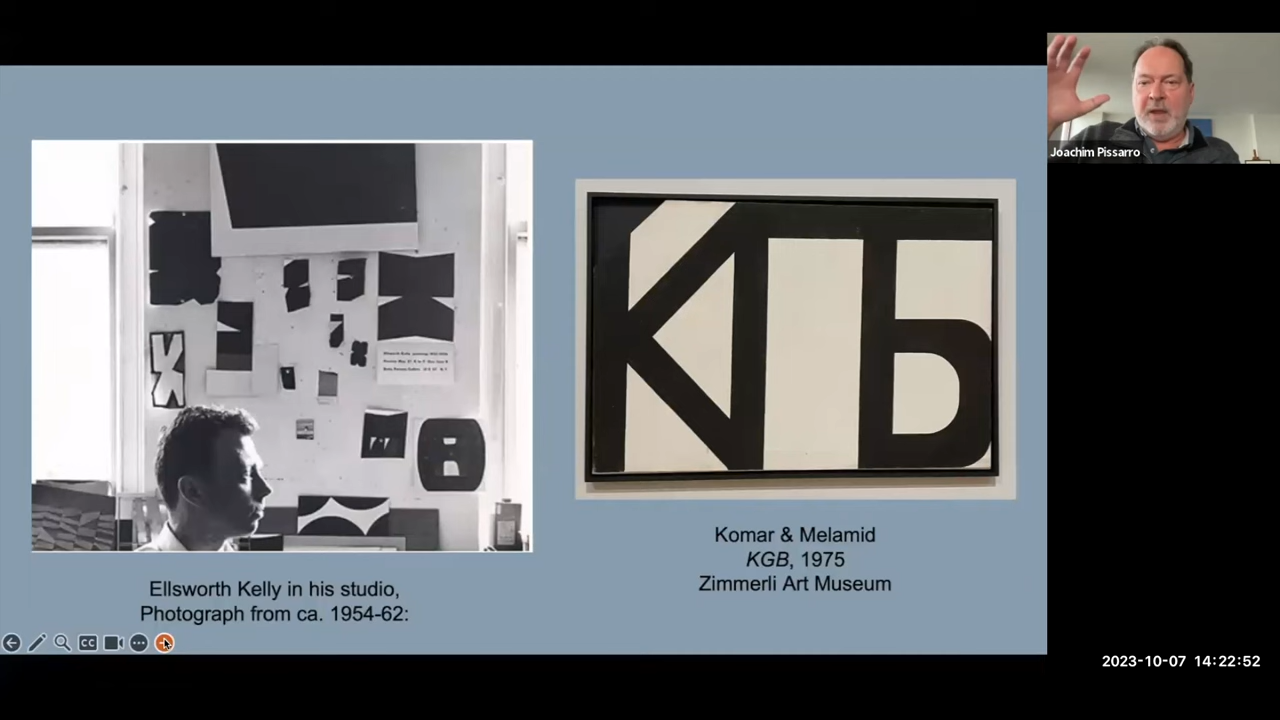 Joachim Pissarro
КГБ
Ellsworth Kelly in his studio,
Photograph from ca. 1954-62:
Komar & Melamid
KGB, 1975
Zimmerli Art Museum
CC
2023-10-07 14:22:52